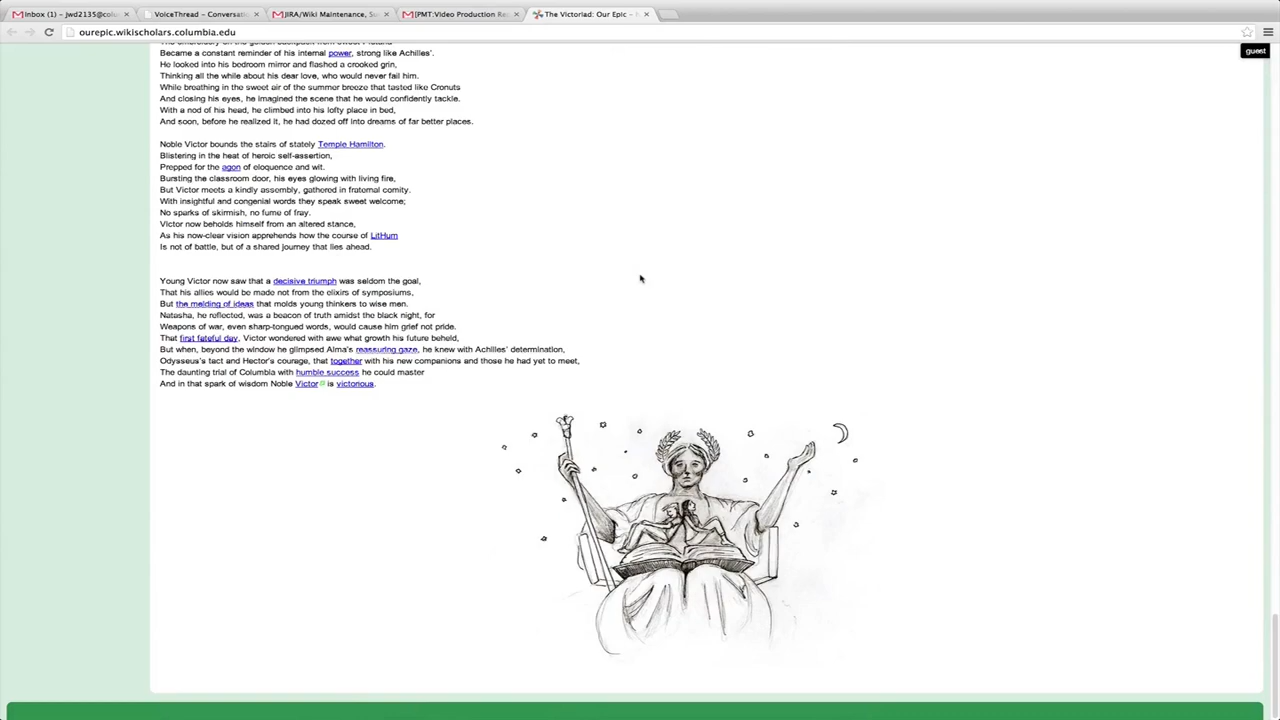 Inbox (1) - jwd2135@colu
VoiceThread - Conversatio
JIRA/Wiki Maintenance, Su
[PMT:Video Production Re
The Victoriad: Our Epic -
ourepic.wikischolars.columbia.edu
guest
Became a constant reminder of his internal power, strong like Achilles'.
He looked into his bedroom mirror and flashed a crooked grin,
Thinking all the while about his dear love, who would never fail him.
While breathing in the sweet air of the summer breeze that tasted like Cronuts
And closing his eyes, he imagined the scene that he would confidently tackle.
With a nod of his head, he climbed into his lofty place in bed,
And soon, before he realized it, he had dozed off into dreams of far better places.
Noble Victor bounds the stairs of stately Temple Hamilton.
Blistering in the heat of heroic self-assertion,
Prepped for the agon of eloquence and wit.
Bursting the classroom door, his eyes glowing with living fire,
But Victor meets a kindly assembly, gathered in fraternal comity.
With insightful and congenial words they speak sweet welcome;
No sparks of skirmish, no fume of fray.
Victor now beholds himself from an altered stance,
As his now-clear vision apprehends how the course of LitHum
Is not of battle, but of a shared journey that lies ahead.
Young Victor now saw that a decisive triumph was seldom the goal,
That his allies would be made not from the elixirs of symposiums,
But the melding of ideas that molds young thinkers to wise men.
Natasha, he reflected, was a beacon of truth amidst the black night, for
Weapons of war, even sharp-tongued words, would cause him grief not pride.
That first fateful day, Victor wondered with awe what growth his future beheld,
But when, beyond the window he glimpsed Alma's reassuring gaze, he knew with Achilles' determination,
Odysseus's tact and Hector's courage, that together with his new companions and those he had yet to meet,
The daunting trial of Columbia with humble success he could master
And in that spark of wisdom Noble Victor is victorious.